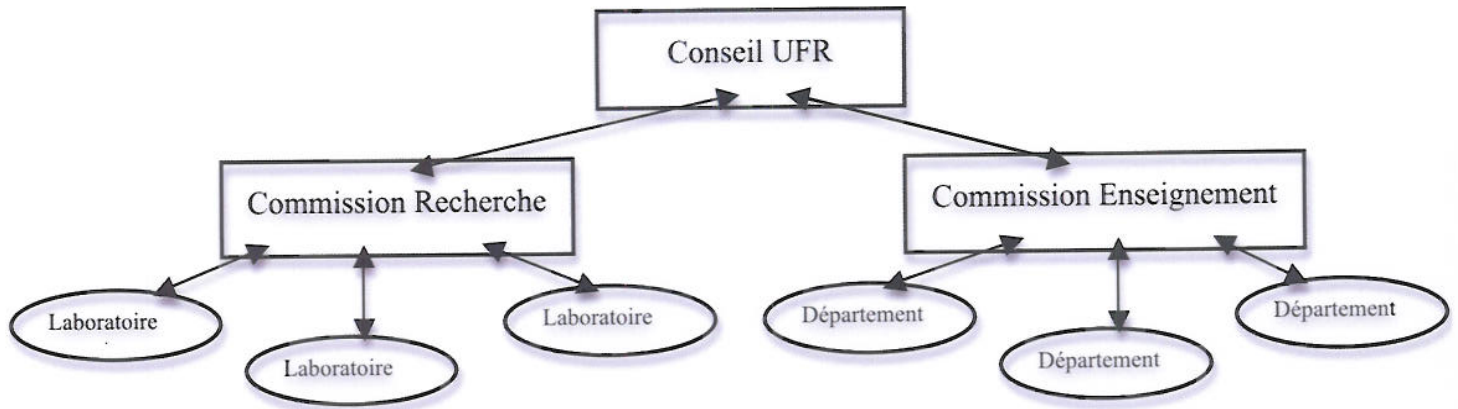 Conseil UFR
Commission Recherche
Commission Enseignement
Laboratoire
Laboratoire
Laboratoire
Département
Département
Département